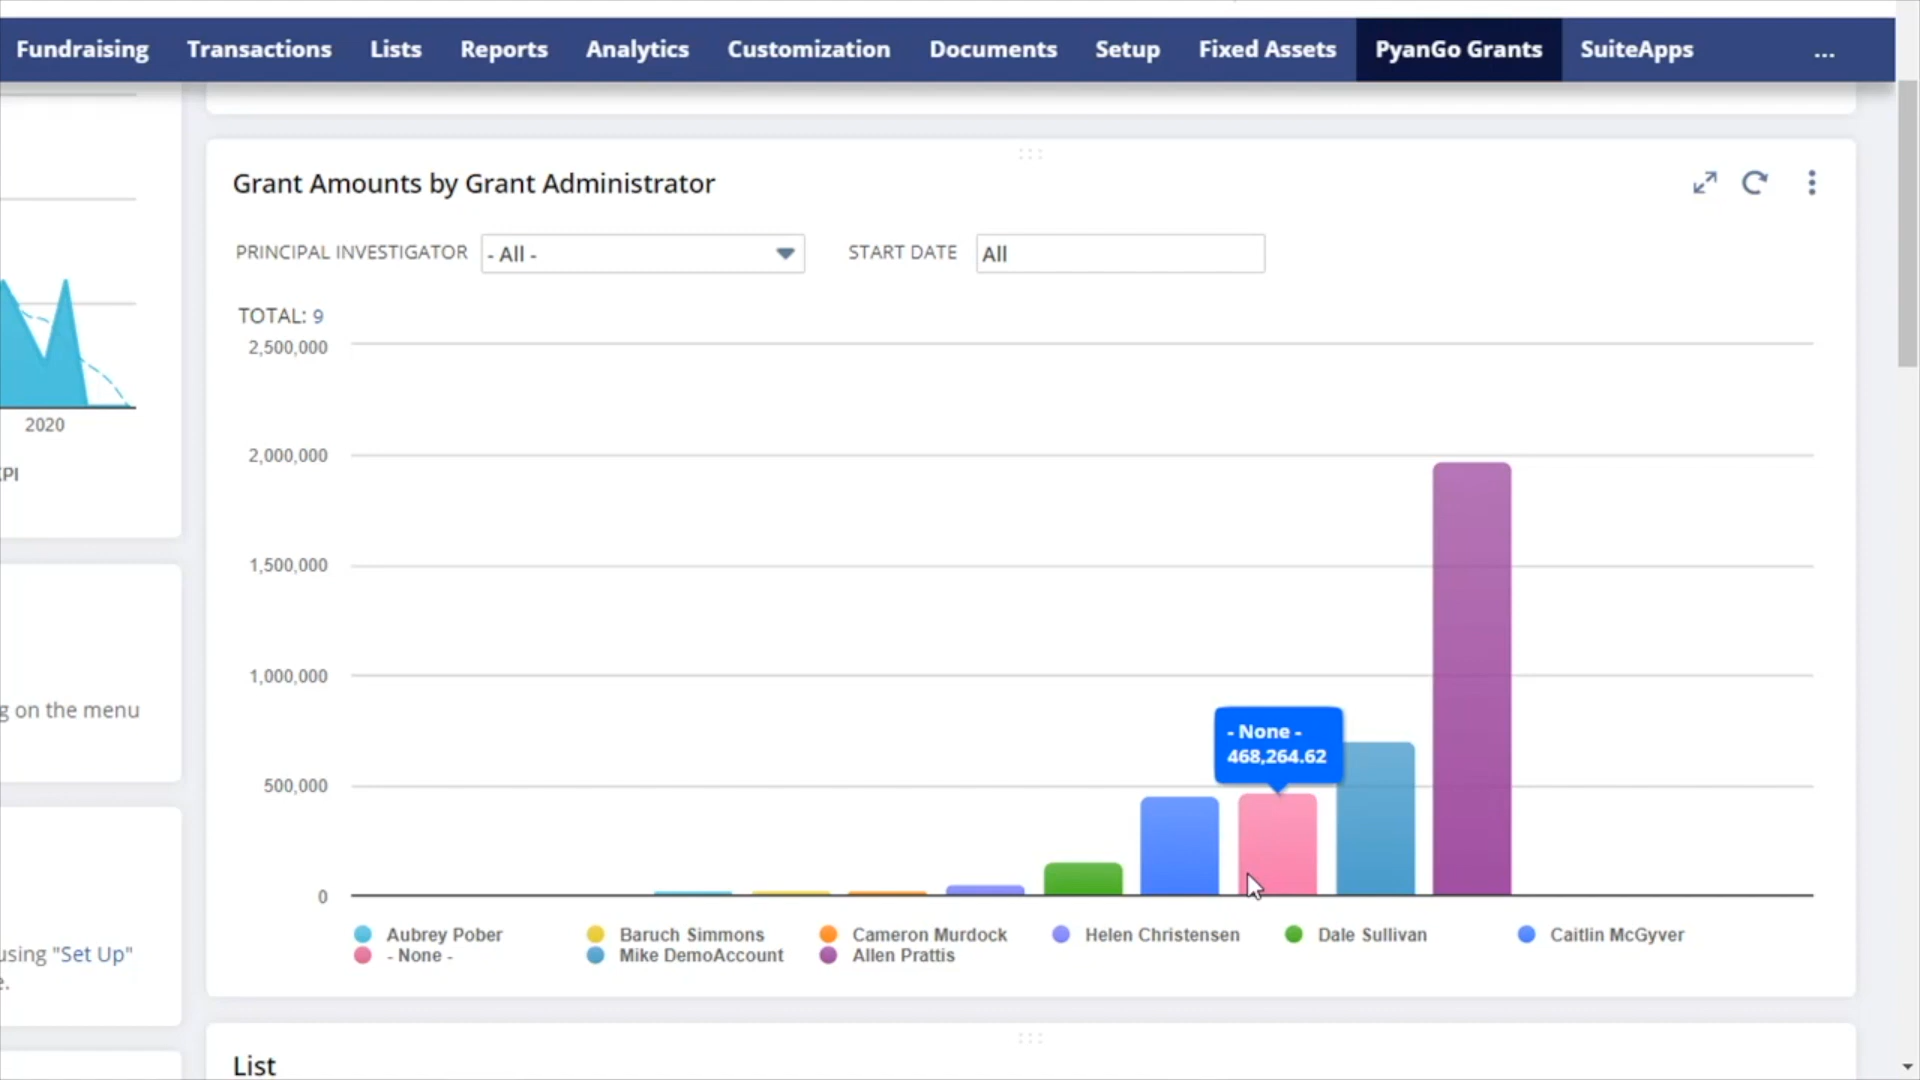 Fundraising Transactions Lists Reports Analytics Customization Documents Setup Fixed Assets PyanGo Grants SuiteApps ...
Grant Amounts by Grant Administrator
PRINCIPAL INVESTIGATOR - All - START DATE All
TOTAL: 9
2,500,000
2,000,000
1,500,000
1,000,000
500,000
0
- None -
468,264.62
Aubrey Pober Baruch Simmons Cameron Murdock Helen Christensen Dale Sullivan Caitlin McGyver
- None - Mike DemoAccount Allen Prattis
List
2020
PI
g on the menu
using "Set Up"
e.